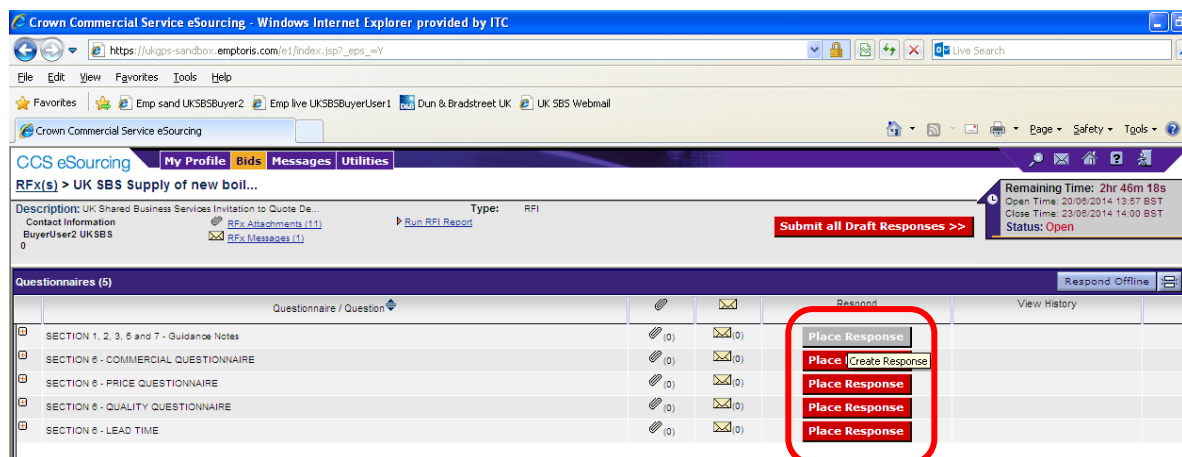 Crown Commercial Service eSourcing - Windows Internet Explorer provided by ITC
https://ukgps-sandbox.emptoris.com/e1/index.jsp?_eps_=Y
Live Search
File Edit View Favorites Tools Help
Favorites Emp sand UKSBSBuyer2 Emp live UKSBSBuyerUser1 Dun & Bradstreet UK UK SBS Webmail
Crown Commercial Service eSourcing
Page Safety Tools
CCS eSourcing My Profile Bids Messages Utilities
RFx(s) > UK SBS Supply of new boil...
Remaining Time: 2hr 46m 18s
Open Time: 20/06/2014 13:57 BST
Close Time: 23/06/2014 14:00 BST
Status: Open
Description: UK Shared Business Services Invitation to Quote De... Type: RFI
Contact Information RFx Attachments (11) Run RFI Report
BuyerUser2 UKSBS RFx Messages (1)
0
Submit all Draft Responses >>
Questionnaires (5) Respond Offline
Questionnaire / Question Respond View History
SECTION 1, 2, 3, 5 and 7 - Guidance Notes (0) (0) Place Response
SECTION 6 - COMMERCIAL QUESTIONNAIRE (0) (0) Place Create Response
SECTION 6 - PRICE QUESTIONNAIRE (0) (0) Place Response
SECTION 6 - QUALITY QUESTIONNAIRE (0) (0) Place Response
SECTION 6 - LEAD TIME (0) (0) Place Response